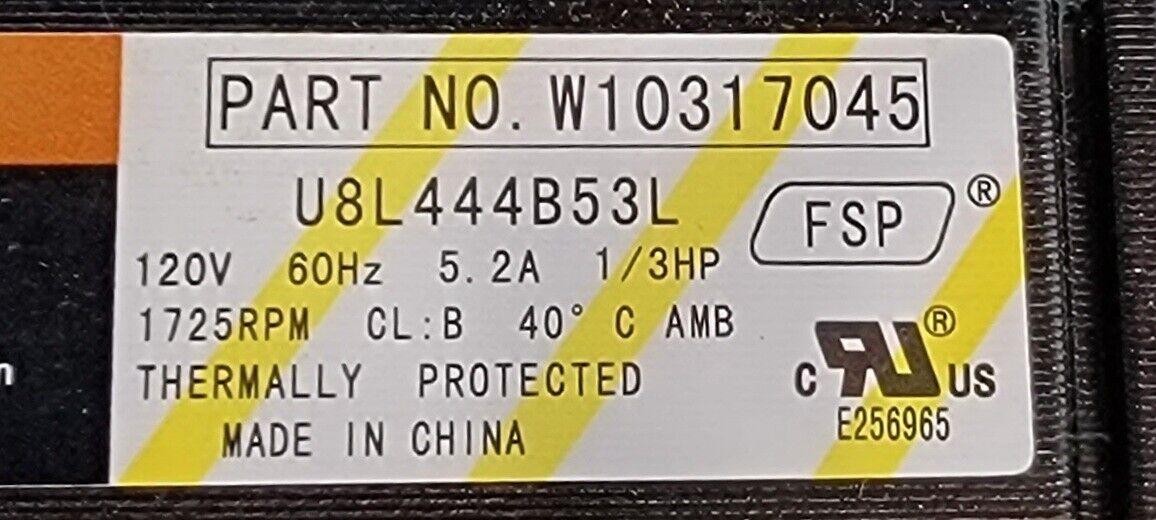 PART NO. W10317045
U8L444B53L
FSP ®
120V 60Hz 5.2A 1/3HP
1725RPM CL:B 40° C AMB
THERMALLY PROTECTED
MADE IN CHINA
C RU ® US
E256965